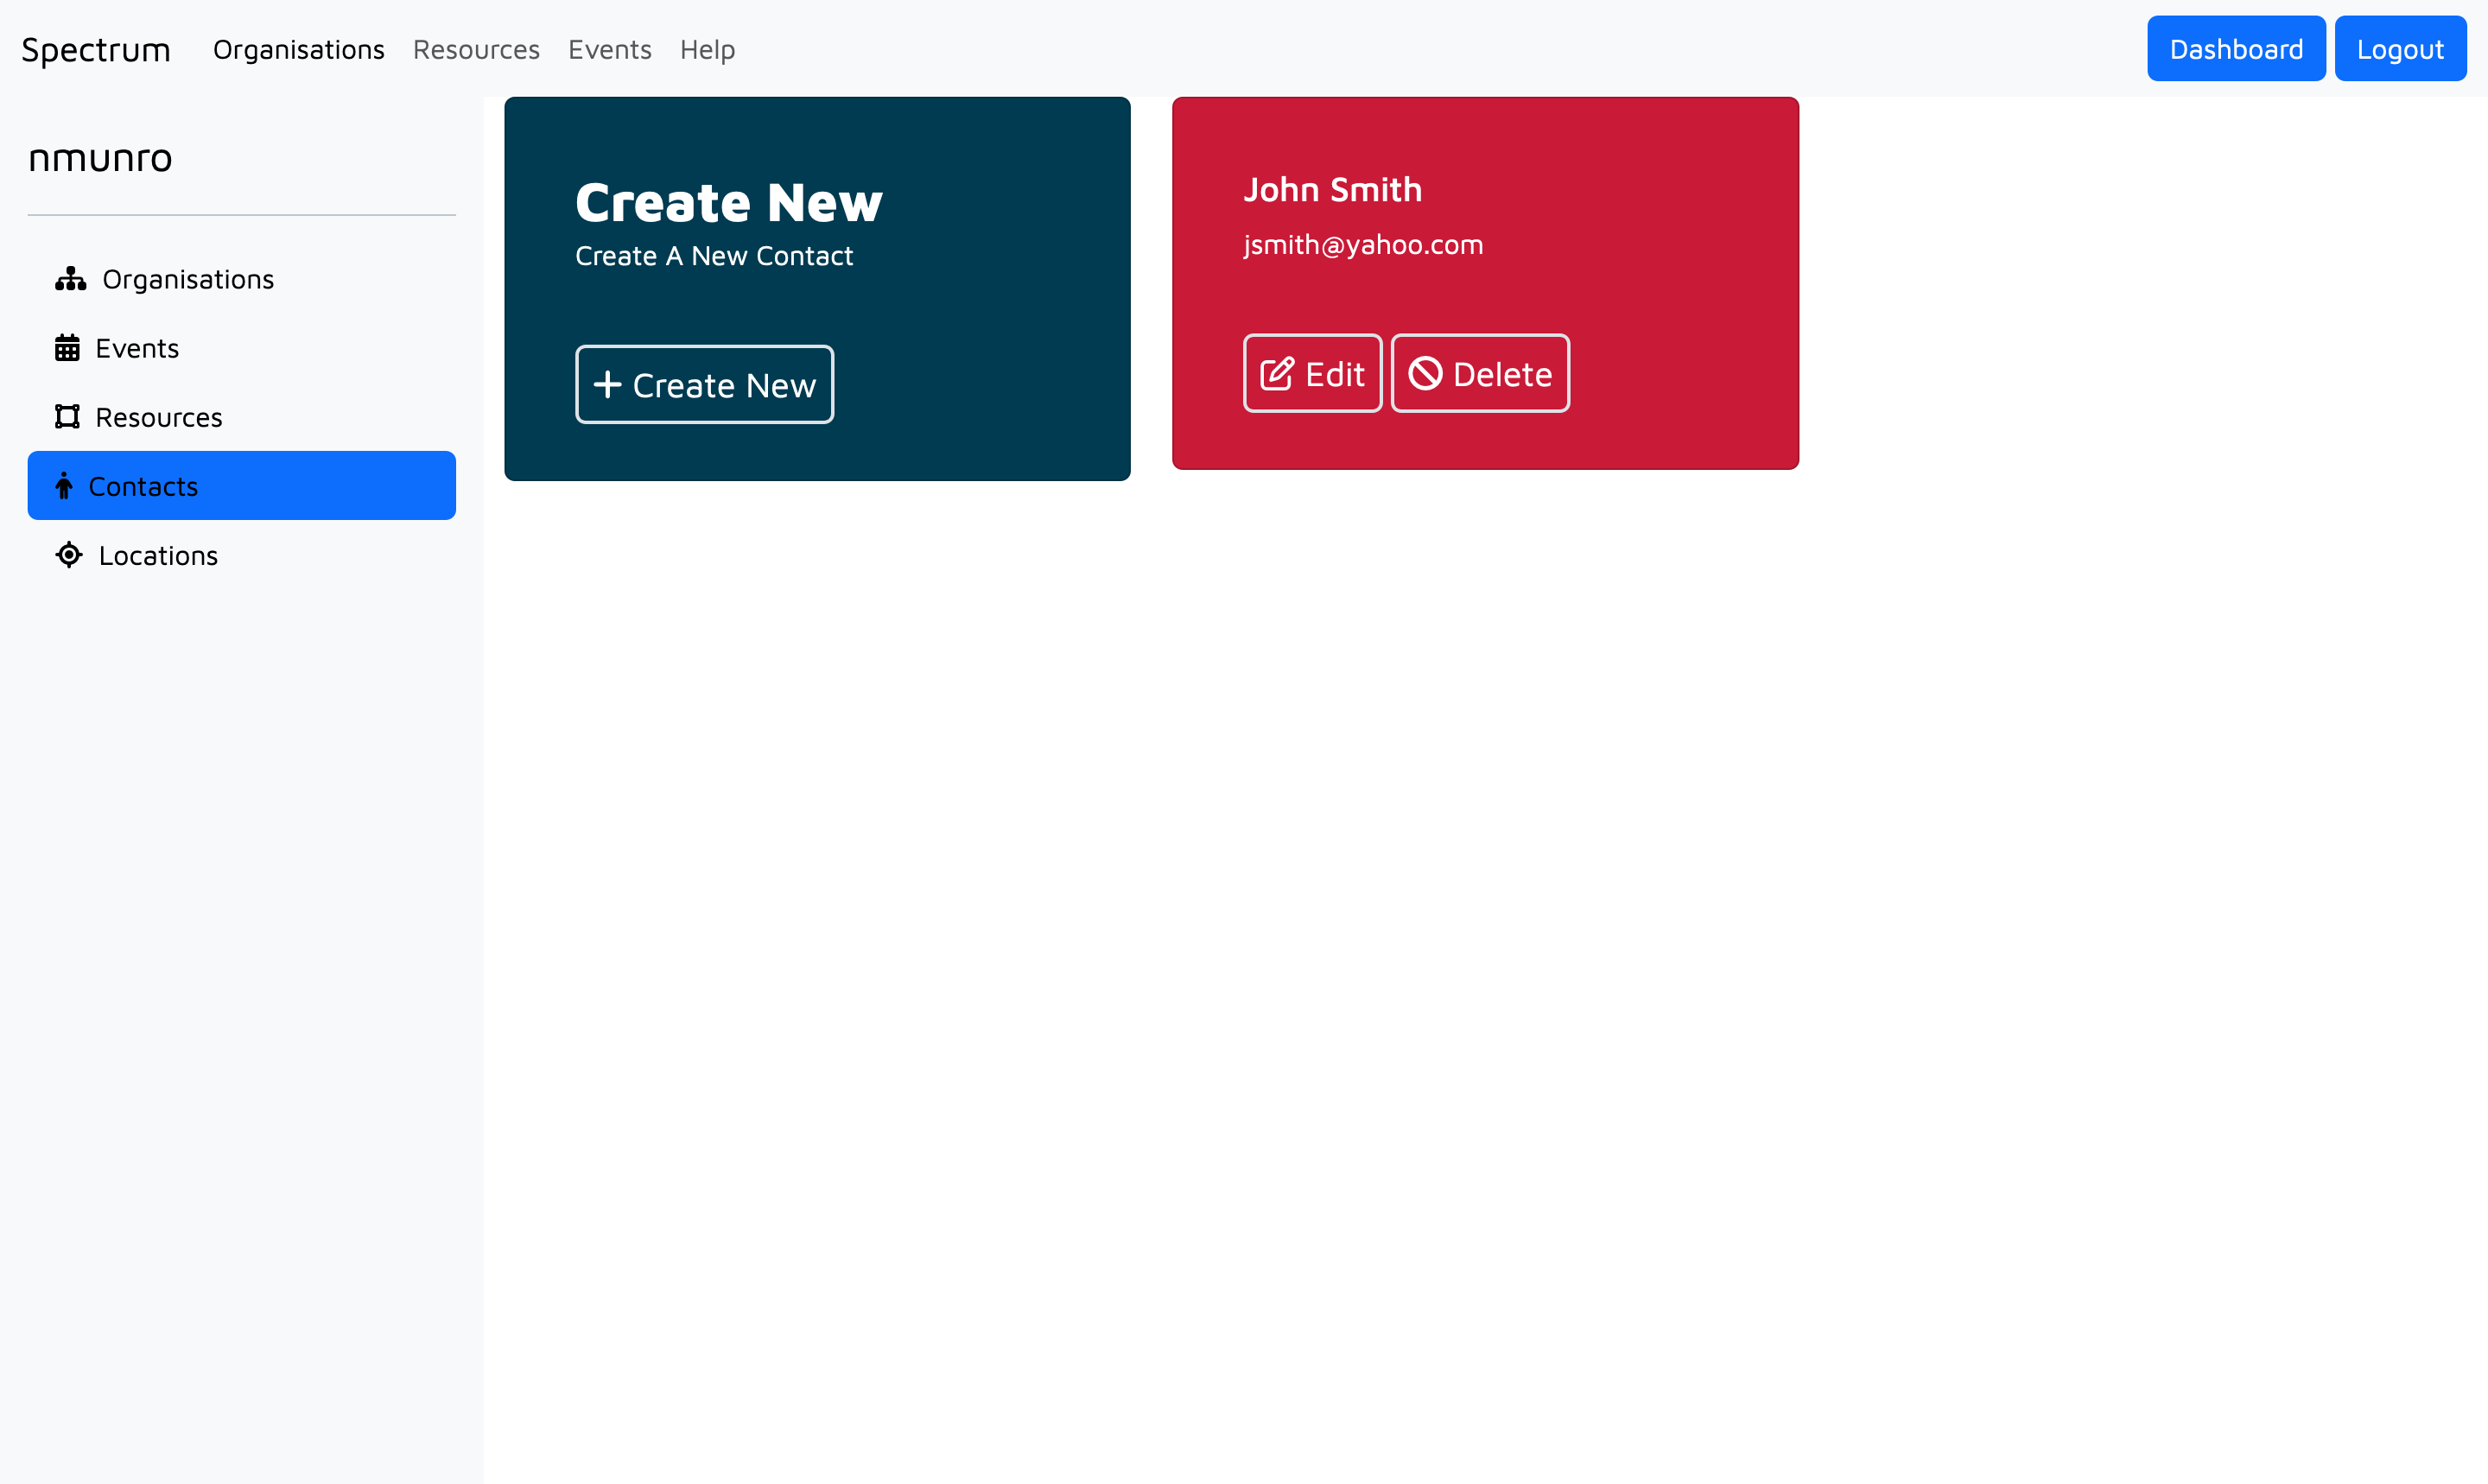 Spectrum Organisations Resources Events Help Dashboard Logout
nmunro
Organisations
Events
Resources
Contacts
Locations
Create New
Create A New Contact
Create New
John Smith
jsmith@yahoo.com
Edit Delete